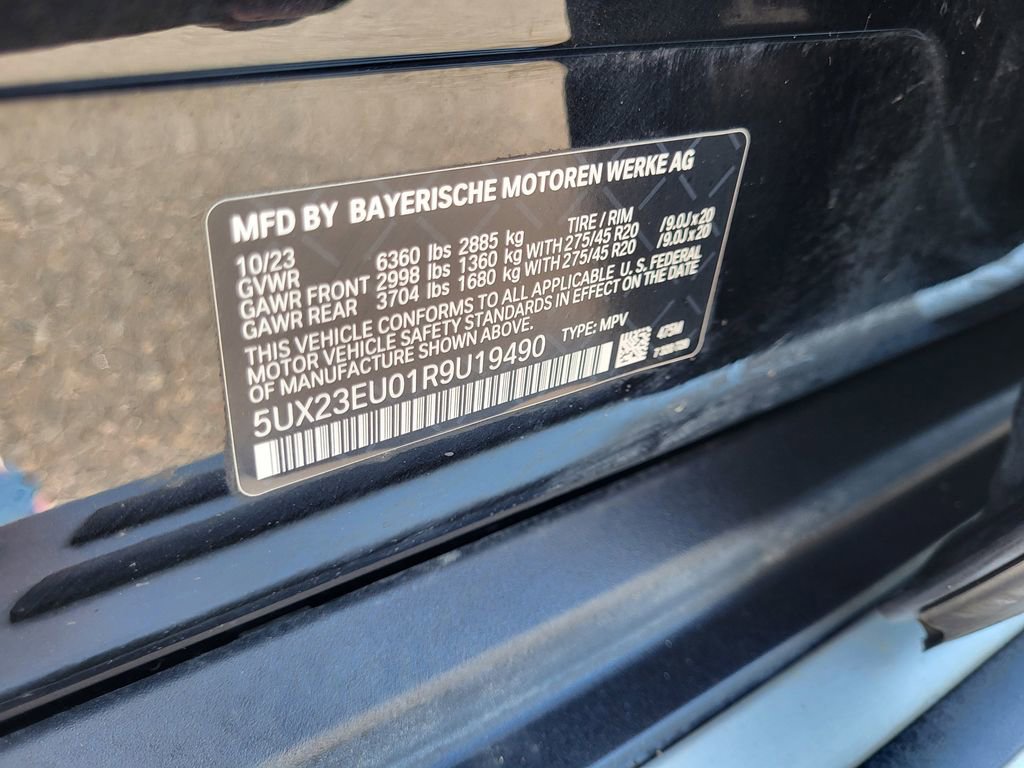 MFD BY BAYERISCHE MOTOREN WERKE AG
10/23 TIRE / RIM
GVWR 6360 lbs 2885 kg
GAWR FRONT 2998 lbs 1360 kg WITH 275/45 R20 /9.0J x 20
GAWR REAR 3704 lbs 1680 kg WITH 275/45 R20 /9.0J x 20
THIS VEHICLE CONFORMS TO ALL APPLICABLE U. S. FEDERAL
MOTOR VEHICLE SAFETY STANDARDS IN EFFECT ON THE DATE
OF MANUFACTURE SHOWN ABOVE. TYPE: MPV
5UX23EU01R9U19490